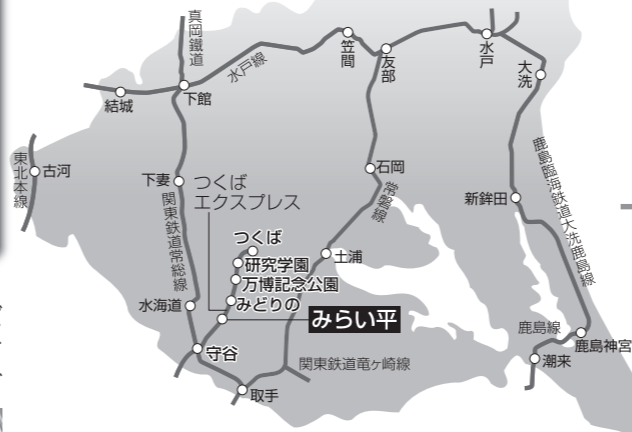 真岡鐵道
水戸線
笠間
友部
水戸
大洗
結城
下館
東北本線
古河
下妻
つくば
エクスプレス
関東鉄道常総線
石岡
常磐線
新鉾田
鹿島臨海鉄道大洗鹿島線
つくば
研究学園
万博記念公園
みどりの
みらい平
土浦
水海道
守谷
取手
関東鉄道竜ヶ崎線
鹿島線
鹿島神宮
潮来